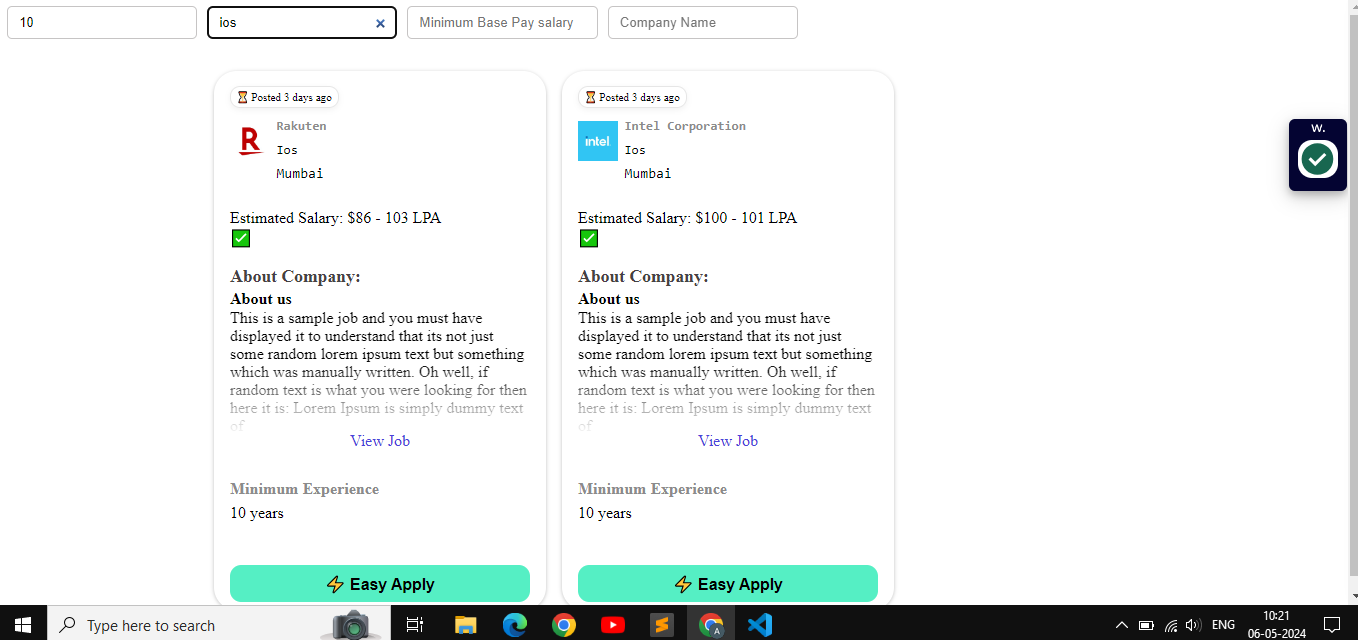 10
ios
Minimum Base Pay salary
Company Name
Posted 3 days ago
Rakuten
Ios
Mumbai
Estimated Salary: $86 - 103 LPA
About Company:
About us
This is a sample job and you must have
displayed it to understand that its not just
some random lorem ipsum text but something
which was manually written. Oh well, if
random text is what you were looking for then
here it is: Lorem Ipsum is simply dummy text
of
View Job
Minimum Experience
10 years
Easy Apply
Posted 3 days ago
intel
Intel Corporation
Ios
Mumbai
Estimated Salary: $100 - 101 LPA
About Company:
About us
This is a sample job and you must have
displayed it to understand that its not just
some random lorem ipsum text but something
which was manually written. Oh well, if
random text is what you were looking for then
here it is: Lorem Ipsum is simply dummy text
of
View Job
Minimum Experience
10 years
Easy Apply
W.
Type here to search
A
ENG
10:21
06-05-2024